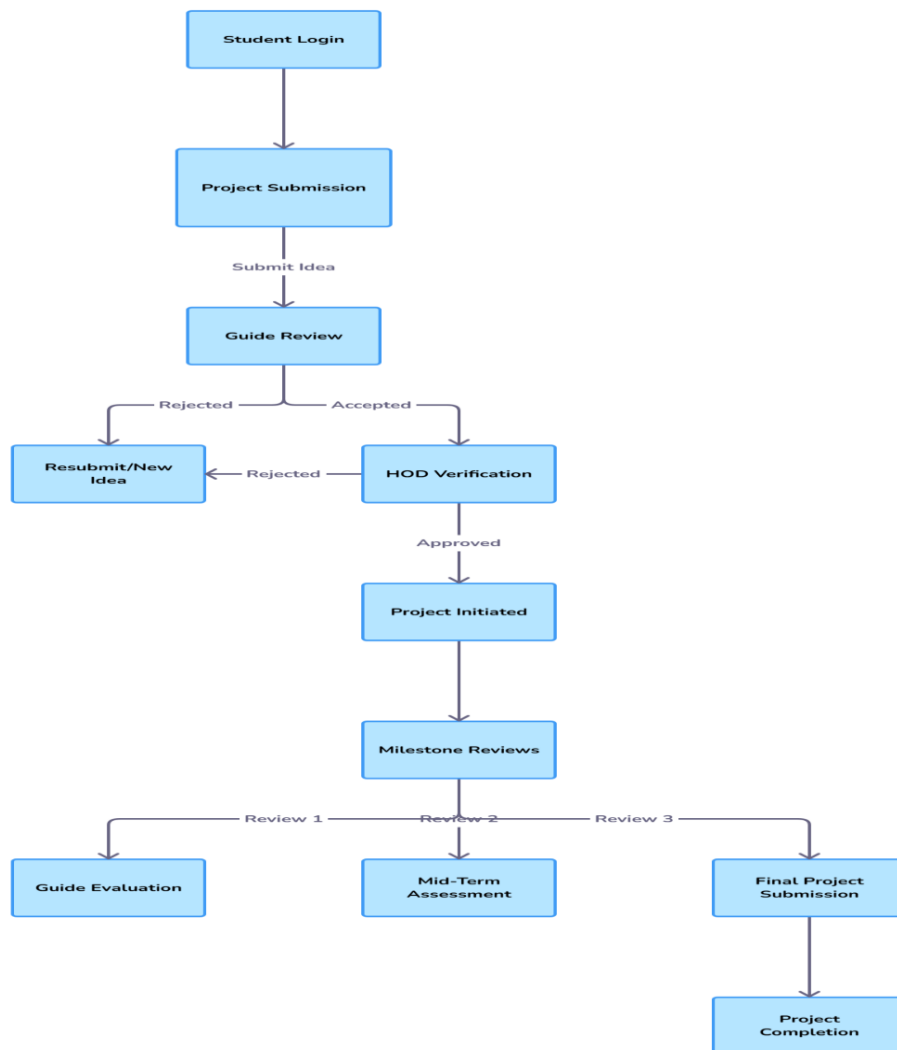 Student Login
Project Submission
Submit Idea
Guide Review
Rejected
Accepted
Resubmit/New
Idea
Rejected
HOD Verification
Approved
Project Initiated
Milestone Reviews
Review 1
Review 2
Review 3
Guide Evaluation
Mid-Term
Assessment
Final Project
Submission
Project
Completion